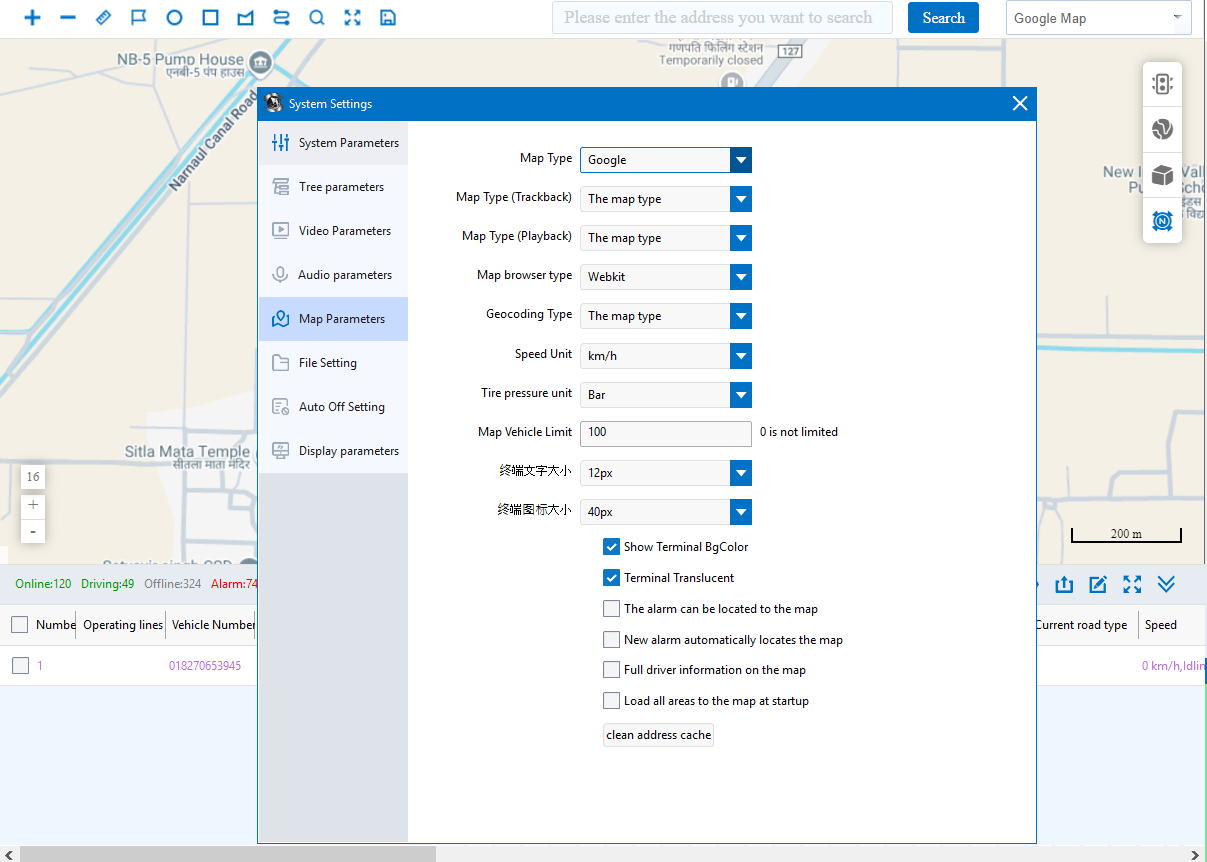 Please enter the address you want to search
Search
Google Map
NB-5 Pump House
एनबी-5 पंप हाउस
गणपति फिलिंग स्टेशन
Temporarily closed
127
Narnaul Canal Road
System Settings
System Parameters
Tree parameters
Video Parameters
Audio parameters
Map Parameters
File Setting
Auto Off Setting
Display parameters
Map Type
Google
Map Type (Trackback)
The map type
Map Type (Playback)
The map type
Map browser type
Webkit
Geocoding Type
The map type
Speed Unit
km/h
Tire pressure unit
Bar
Map Vehicle Limit
100
0 is not limited
终端文字大小
12px
终端图标大小
40px
Show Terminal BgColor
Terminal Translucent
The alarm can be located to the map
New alarm automatically locates the map
Full driver information on the map
Load all areas to the map at startup
clean address cache
New
N
Sitla Mata Temple
सीतला माता मंदिर
16
+
-
200 m
Online:120 Driving:49 Offline:324 Alarm:74
Numbe Operating lines Vehicle Number Current road type Speed
1 018270653945 0 km/h,Idlin